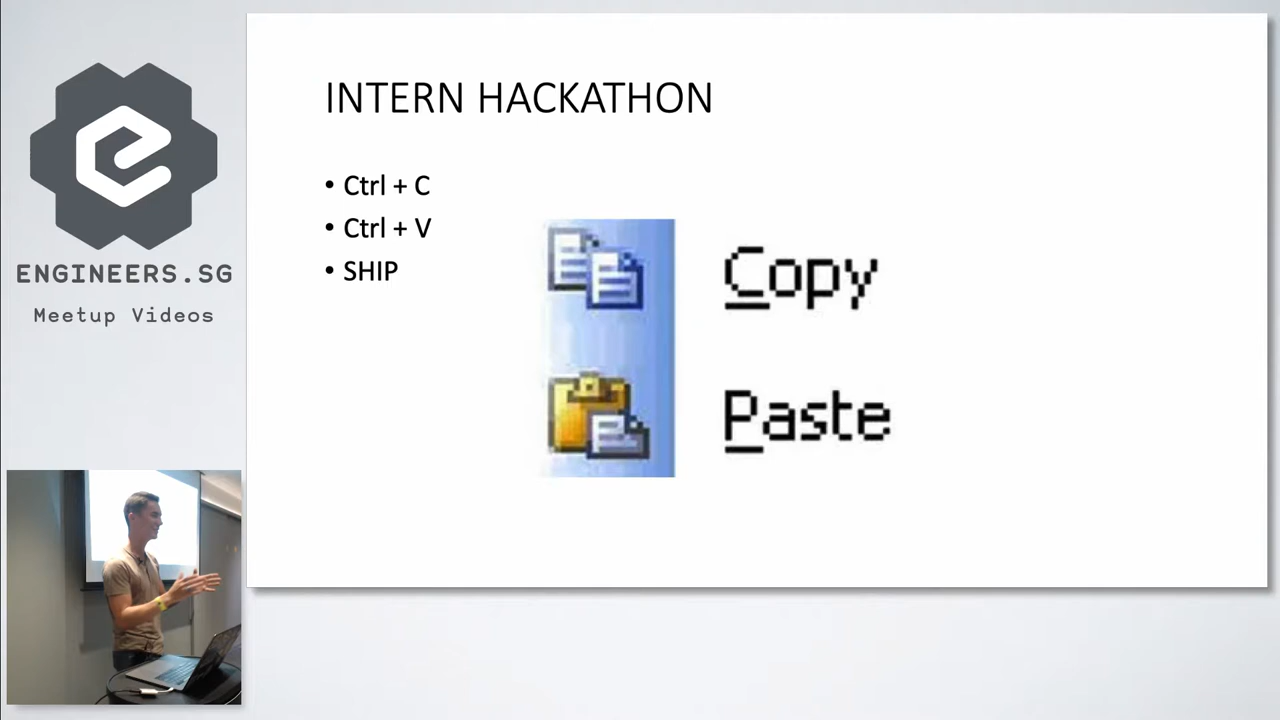 ENGINEERS.SG
Meetup Videos
INTERN HACKATHON
• Ctrl + C
• Ctrl + V
• SHIP
Copy
Paste